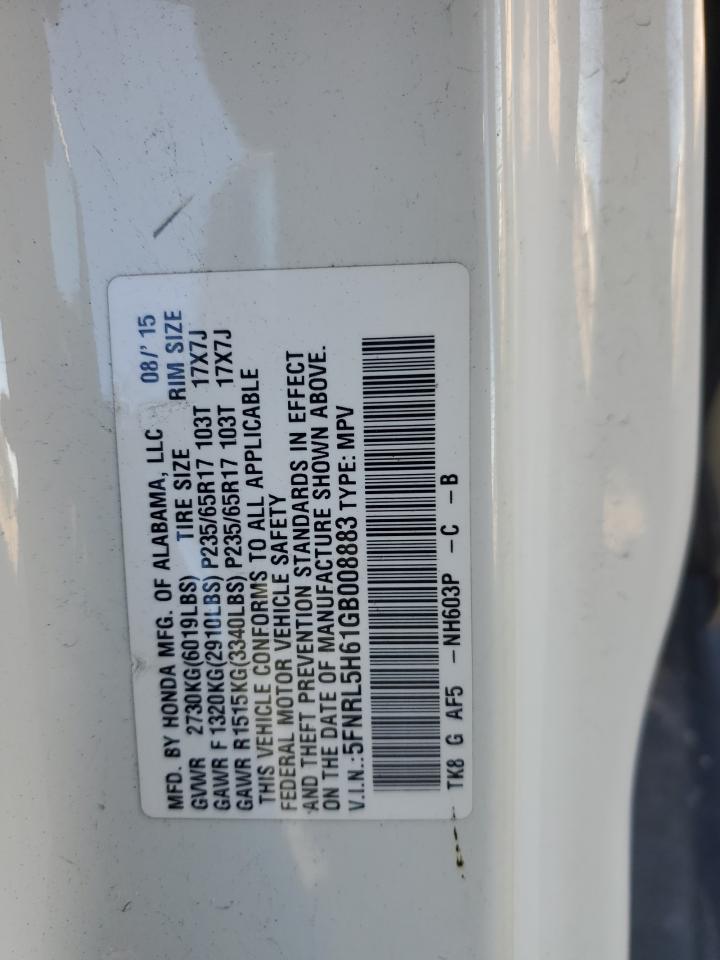 MFD. BY HONDA MFG. OF ALABAMA, LLC 08/' 15
GVWR 2730KG(6019LBS) TIRE SIZE RIM SIZE
GAWR F1320KG(2910LBS) P235/65R17 103T 17X7J
GAWR R1515KG(3340LBS) P235/65R17 103T 17X7J
THIS VEHICLE CONFORMS TO ALL APPLICABLE
FEDERAL MOTOR VEHICLE SAFETY
AND THEFT PREVENTION STANDARDS IN EFFECT
ON THE DATE OF MANUFACTURE SHOWN ABOVE.
V.I.N.:5FNRL5H61GB008883 TYPE: MPV
TK8 G AF5 -NH603P -C -B